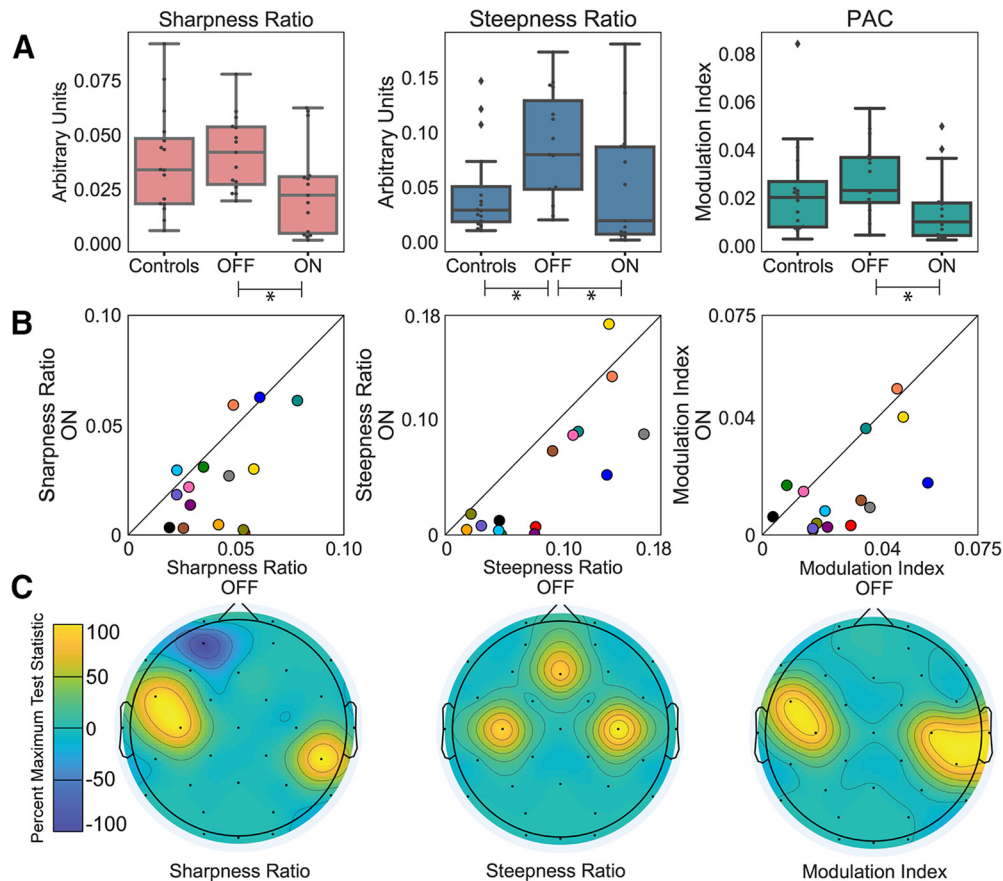 A
Sharpness Ratio
Steepness Ratio
PAC
Arbitrary Units
0.075
0.050
0.025
0.000
Controls OFF ON
*
Arbitrary Units
0.15
0.10
0.05
0.00
Controls OFF ON
* *
Modulation Index
0.08
0.06
0.04
0.02
0.00
Controls OFF ON
*
B
Sharpness Ratio
ON
0.10
0.05
0
0 0.05 0.10
Sharpness Ratio
OFF
Steepness Ratio
ON
0.18
0.10
0
0 0.10 0.18
Steepness Ratio
OFF
Modulation Index
ON
0.075
0.04
0
0 0.04 0.075
Modulation Index
OFF
C
Percent Maximum Test Statistic
100
50
0
-50
-100
Sharpness Ratio
Steepness Ratio
Modulation Index